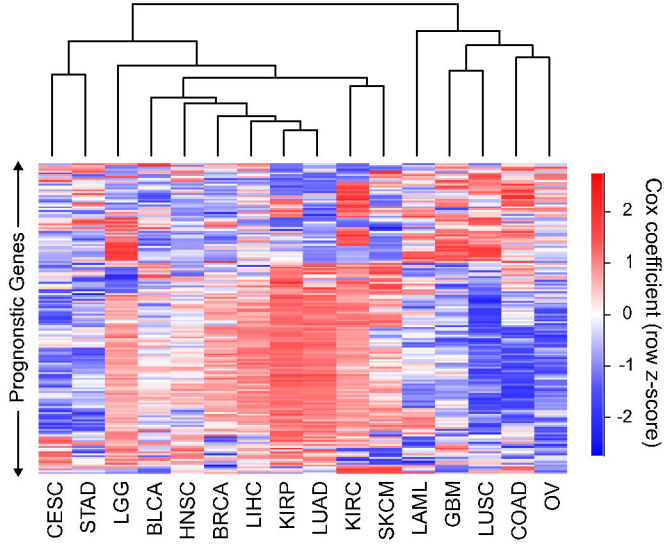 Prognonstic Genes
2
1
0
-1
-2
Cox coefficient (row z-score)
CESC
STAD
LGG
BLCA
HNSC
BRCA
LIHC
KIRP
LUAD
KIRC
SKCM
LAML
GBM
LUSC
COAD
OV